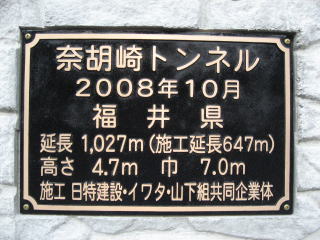 奈胡崎トンネル
2008年10月
福井県
延長 1,027m (施工延長647m)
高さ 4.7m 巾 7.0m
施工 日特建設・イワタ・山下組共同企業体